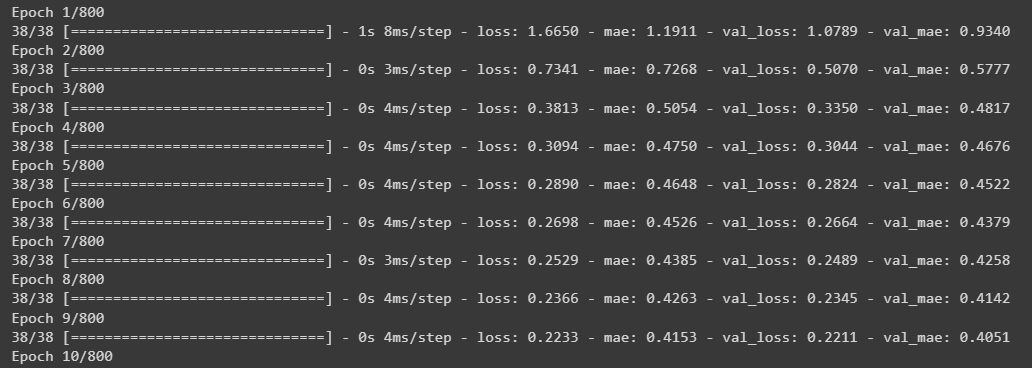 Epoch 1/800
38/38 [==============================] - 1s 8ms/step - loss: 1.6650 - mae: 1.1911 - val_loss: 1.0789 - val_mae: 0.9340
Epoch 2/800
38/38 [==============================] - 0s 3ms/step - loss: 0.7341 - mae: 0.7268 - val_loss: 0.5070 - val_mae: 0.5777
Epoch 3/800
38/38 [==============================] - 0s 4ms/step - loss: 0.3813 - mae: 0.5054 - val_loss: 0.3350 - val_mae: 0.4817
Epoch 4/800
38/38 [==============================] - 0s 4ms/step - loss: 0.3094 - mae: 0.4750 - val_loss: 0.3044 - val_mae: 0.4676
Epoch 5/800
38/38 [==============================] - 0s 4ms/step - loss: 0.2890 - mae: 0.4648 - val_loss: 0.2824 - val_mae: 0.4522
Epoch 6/800
38/38 [==============================] - 0s 4ms/step - loss: 0.2698 - mae: 0.4526 - val_loss: 0.2664 - val_mae: 0.4379
Epoch 7/800
38/38 [==============================] - 0s 3ms/step - loss: 0.2529 - mae: 0.4385 - val_loss: 0.2489 - val_mae: 0.4258
Epoch 8/800
38/38 [==============================] - 0s 4ms/step - loss: 0.2366 - mae: 0.4263 - val_loss: 0.2345 - val_mae: 0.4142
Epoch 9/800
38/38 [==============================] - 0s 4ms/step - loss: 0.2233 - mae: 0.4153 - val_loss: 0.2211 - val_mae: 0.4051
Epoch 10/800